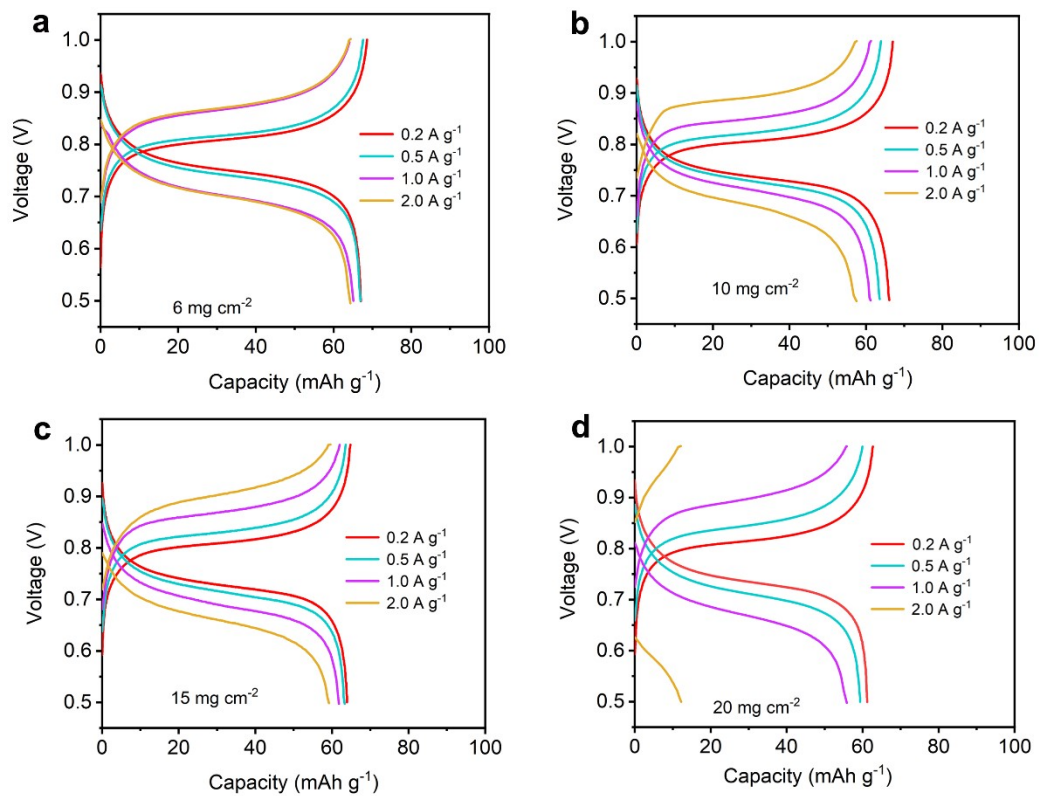 a
1.0
0.9
0.8
0.7
0.6
0.5
Voltage (V)
0.2 A g⁻¹
0.5 A g⁻¹
1.0 A g⁻¹
2.0 A g⁻¹
6 mg cm⁻²
0 20 40 60 80 100
Capacity (mAh g⁻¹)
b
1.0
0.9
0.8
0.7
0.6
0.5
Voltage (V)
0.2 A g⁻¹
0.5 A g⁻¹
1.0 A g⁻¹
2.0 A g⁻¹
10 mg cm⁻²
0 20 40 60 80 100
Capacity (mAh g⁻¹)
c
1.0
0.9
0.8
0.7
0.6
0.5
Voltage (V)
0.2 A g⁻¹
0.5 A g⁻¹
1.0 A g⁻¹
2.0 A g⁻¹
15 mg cm⁻²
0 20 40 60 80 100
Capacity (mAh g⁻¹)
d
1.0
0.9
0.8
0.7
0.6
0.5
Voltage (V)
0.2 A g⁻¹
0.5 A g⁻¹
1.0 A g⁻¹
2.0 A g⁻¹
20 mg cm⁻²
0 20 40 60 80 100
Capacity (mAh g⁻¹)